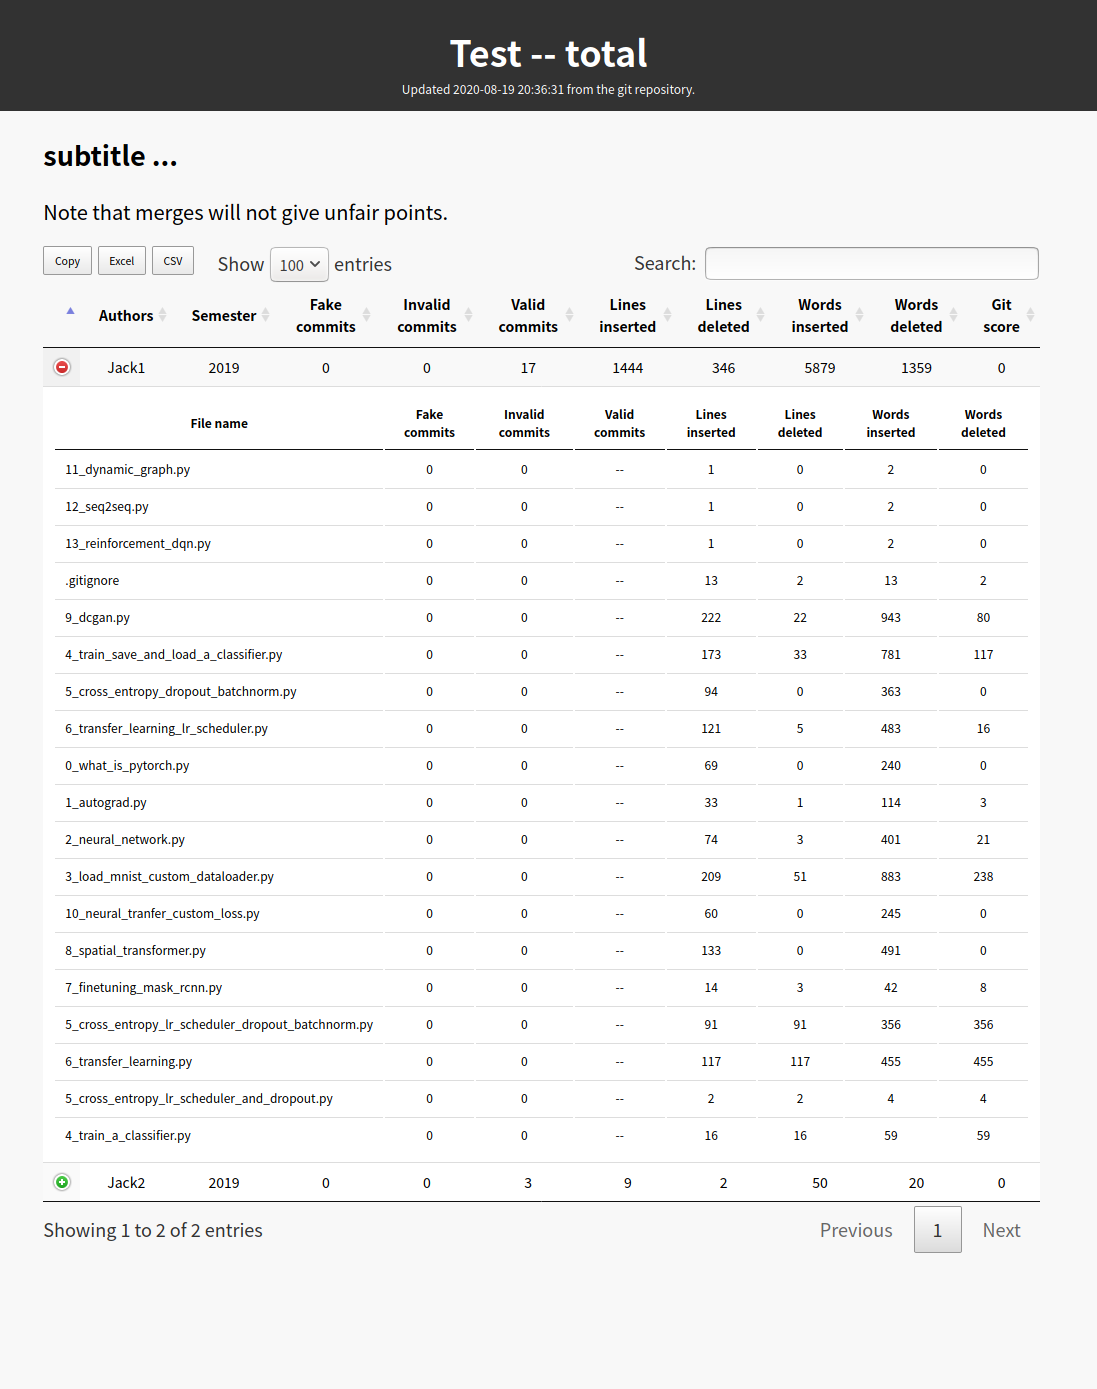 Test -- total
Updated 2020-08-19 20:36:31 from the git repository.
subtitle ...
Note that merges will not give unfair points.
Copy Excel CSV Show 100 entries Search:
Authors Semester Fake commits Invalid commits Valid commits Lines inserted Lines deleted Words inserted Words deleted Git score
Jack1 2019 0 0 17 1444 346 5879 1359 0
File name Fake commits Invalid commits Valid commits Lines inserted Lines deleted Words inserted Words deleted
11_dynamic_graph.py 0 0 -- 1 0 2 0
12_seq2seq.py 0 0 -- 1 0 2 0
13_reinforcement_dqn.py 0 0 -- 1 0 2 0
.gitignore 0 0 -- 13 2 13 2
9_dcgan.py 0 0 -- 222 22 943 80
4_train_save_and_load_a_classifier.py 0 0 -- 173 33 781 117
5_cross_entropy_dropout_batchnorm.py 0 0 -- 94 0 363 0
6_transfer_learning_lr_scheduler.py 0 0 -- 121 5 483 16
0_what_is_pytorch.py 0 0 -- 69 0 240 0
1_autograd.py 0 0 -- 33 1 114 3
2_neural_network.py 0 0 -- 74 3 401 21
3_load_mnist_custom_dataloader.py 0 0 -- 209 51 883 238
10_neural_tranfer_custom_loss.py 0 0 -- 60 0 245 0
8_spatial_transformer.py 0 0 -- 133 0 491 0
7_finetuning_mask_rcnn.py 0 0 -- 14 3 42 8
5_cross_entropy_lr_scheduler_dropout_batchnorm.py 0 0 -- 91 91 356 356
6_transfer_learning.py 0 0 -- 117 117 455 455
5_cross_entropy_lr_scheduler_and_dropout.py 0 0 -- 2 2 4 4
4_train_a_classifier.py 0 0 -- 16 16 59 59
Jack2 2019 0 0 3 9 2 50 20 0
Showing 1 to 2 of 2 entries Previous 1 Next